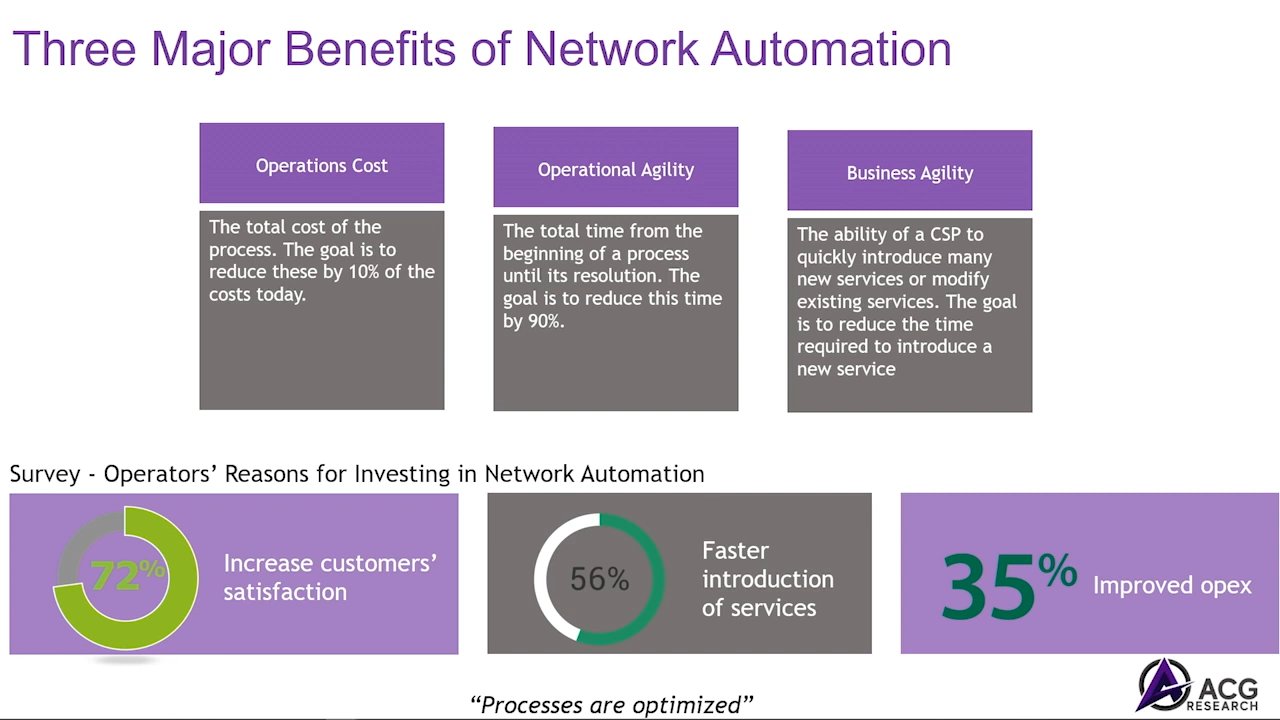 Three Major Benefits of Network Automation
Operations Cost
The total cost of the
process. The goal is to
reduce these by 10% of the
costs today.
Operational Agility
The total time from the
beginning of a process
until its resolution. The
goal is to reduce this time
by 90%.
Business Agility
The ability of a CSP to
quickly introduce many
new services or modify
existing services. The goal
is to reduce the time
required to introduce a
new service
Survey - Operators’ Reasons for Investing in Network Automation
72%
Increase customers’
satisfaction
56%
Faster
introduction
of services
35%
Improved opex
“Processes are optimized”
ACG
RESEARCH